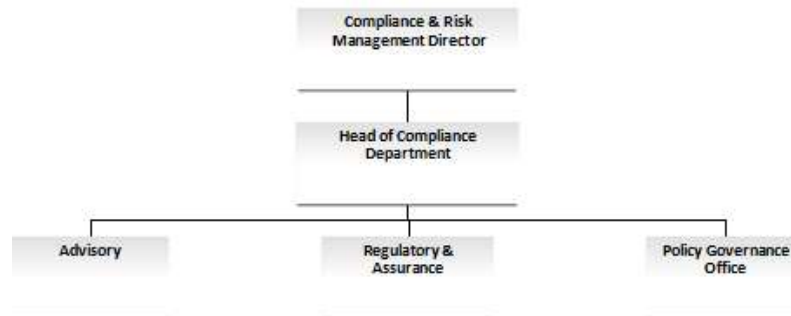 Compliance & Risk
Management Director
Head of Compliance
Department
Advisory
Regulatory &
Assurance
Policy Governance
Office